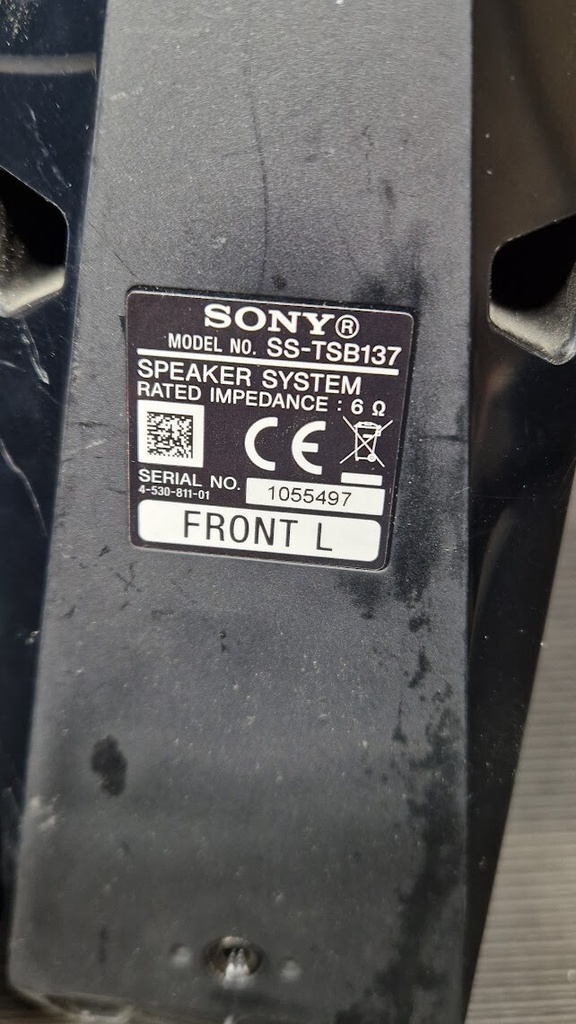 SONY®
MODEL NO. SS-TSB137
SPEAKER SYSTEM
RATED IMPEDANCE : 6 Ω
CE
SERIAL NO. 1055497
4-530-811-01
FRONT L